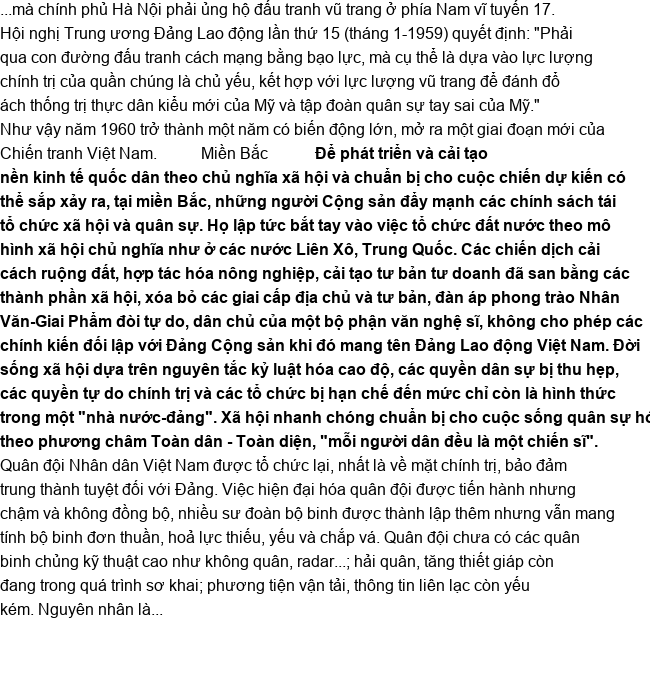 ...mà chính phủ Hà Nội phải ủng hộ đấu tranh vũ trang ở phía Nam vĩ tuyến 17.
Hội nghị Trung ương Đảng Lao động lần thứ 15 (tháng 1-1959) quyết định: "Phải
qua con đường đấu tranh cách mạng bằng bạo lực, mà cụ thể là dựa vào lực lượng
chính trị của quần chúng là chủ yếu, kết hợp với lực lượng vũ trang để đánh đổ
ách thống trị thực dân kiểu mới của Mỹ và tập đoàn quân sự tay sai của Mỹ."
Như vậy năm 1960 trở thành một năm có biến động lớn, mở ra một giai đoạn mới của
Chiến tranh Việt Nam. Miền Bắc Để phát triển và cải tạo
nền kinh tế quốc dân theo chủ nghĩa xã hội và chuẩn bị cho cuộc chiến dự kiến có
thể sắp xảy ra, tại miền Bắc, những người Cộng sản đẩy mạnh các chính sách tái
tổ chức xã hội và quân sự. Họ lập tức bắt tay vào việc tổ chức đất nước theo mô
hình xã hội chủ nghĩa như ở các nước Liên Xô, Trung Quốc. Các chiến dịch cải
cách ruộng đất, hợp tác hóa nông nghiệp, cải tạo tư bản tư doanh đã san bằng các
thành phần xã hội, xóa bỏ các giai cấp địa chủ và tư bản, đàn áp phong trào Nhân
Văn-Giai Phẩm đòi tự do, dân chủ của một bộ phận văn nghệ sĩ, không cho phép các
chính kiến đối lập với Đảng Cộng sản khi đó mang tên Đảng Lao động Việt Nam. Đời
sống xã hội dựa trên nguyên tắc kỷ luật hóa cao độ, các quyền dân sự bị thu hẹp,
các quyền tự do chính trị và các tổ chức bị hạn chế đến mức chỉ còn là hình thức
trong một "nhà nước-đảng". Xã hội nhanh chóng chuẩn bị cho cuộc sống quân sự
theo phương châm Toàn dân - Toàn diện, "mỗi người dân đều là một chiến sĩ".
Quân đội Nhân dân Việt Nam được tổ chức lại, nhất là về mặt chính trị, bảo đảm
trung thành tuyệt đối với Đảng. Việc hiện đại hóa quân đội được tiến hành nhưng
chậm và không đồng bộ, nhiều sư đoàn bộ binh được thành lập thêm nhưng vẫn mang
tính bộ binh đơn thuần, hoả lực thiếu, yếu và chắp vá. Quân đội chưa có các quân
binh chủng kỹ thuật cao như không quân, radar...; hải quân, tăng thiết giáp còn
đang trong quá trình sơ khai; phương tiện vận tải, thông tin liên lạc còn yếu
kém. Nguyên nhân là...